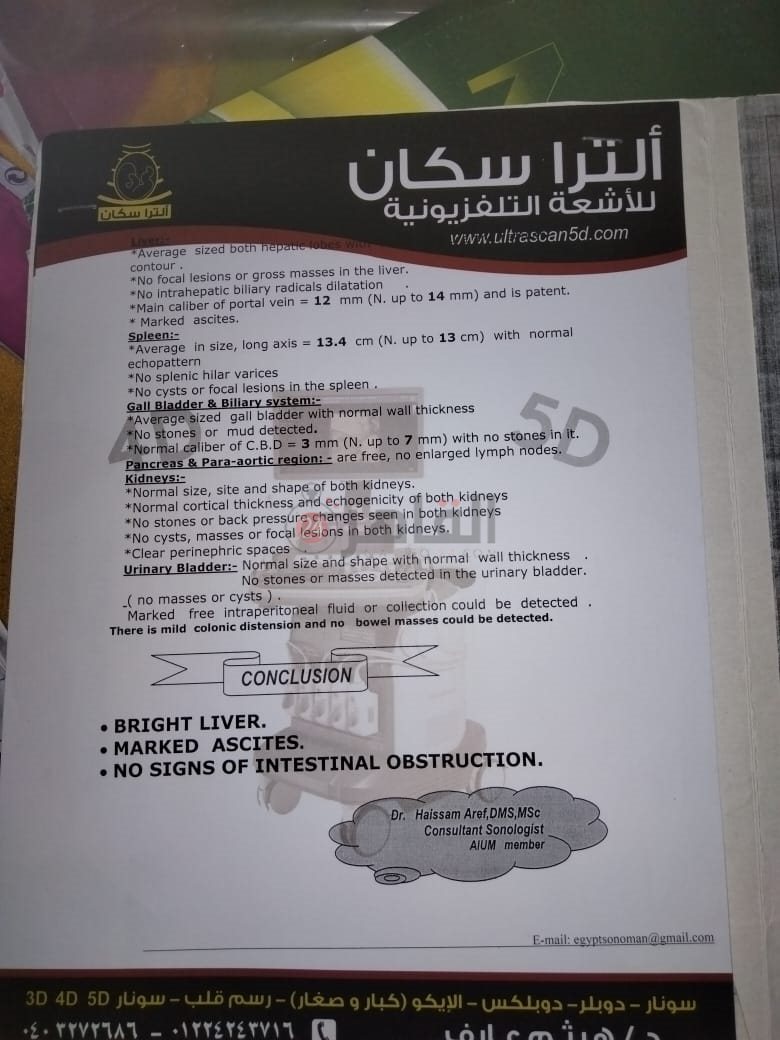 ألترا سكان
للأشعة التلفزيونية
www.ultrascan5d.com
ألترا سكان
Liver:-
*Average sized both hepatic lobes with
contour .
*No focal lesions or gross masses in the liver.
*No intrahepatic biliary radicals dilatation .
*Main caliber of portal vein = 12 mm (N. up to 14 mm) and is patent.
* Marked ascites.
Spleen:-
*Average in size, long axis = 13.4 cm (N. up to 13 cm) with normal
echopattern
*No splenic hilar varices
*No cysts or focal lesions in the spleen .
Gall Bladder & Biliary system:-
*Average sized gall bladder with normal wall thickness
*No stones or mud detected.
*Normal caliber of C.B.D = 3 mm (N. up to 7 mm) with no stones in it.
Pancreas & Para-aortic region: - are free, no enlarged lymph nodes.
Kidneys:-
*Normal size, site and shape of both kidneys.
*Normal cortical thickness and echogenicity of both kidneys
*No stones or back pressure changes seen in both kidneys
*No cysts, masses or focal lesions in both kidneys.
*Clear perinephric spaces .
Urinary Bladder:- Normal size and shape with normal wall thickness .
No stones or masses detected in the urinary bladder.
_( no masses or cysts ) .
Marked free intraperitoneal fluid or collection could be detected .
There is mild colonic distension and no bowel masses could be detected.
4D
5D
القاهرة
24
CONCLUSION
• BRIGHT LIVER.
• MARKED ASCITES.
• NO SIGNS OF INTESTINAL OBSTRUCTION.
Dr. Haissam Aref,DMS,MSc
Consultant Sonologist
AIUM member
E-mail: egyptsonoman@gmail.com
سونار – دوبلر – دوبلكس – الإيكو (كبار و صغار) – رسم قلب – سونار 3D 4D 5D
٠٤٠ ٣٢٧٢٦٨٦ – ٠١٢٢٤٢٤٣٧١٦
د/ هيثم عارف